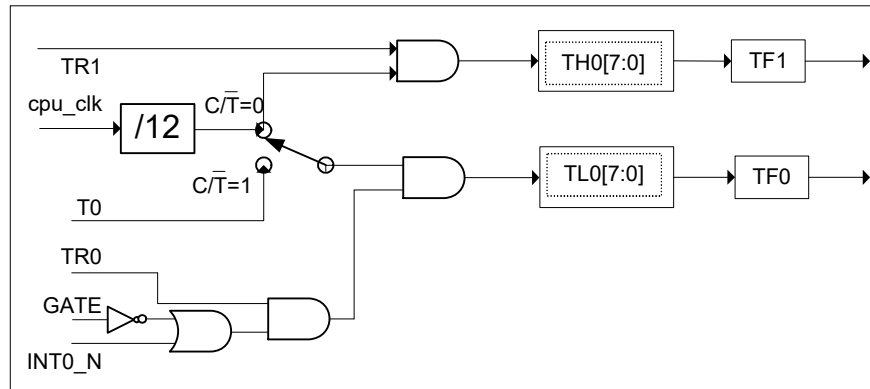 TR1
TH0[7:0]
TF1
cpu_clk
/12
C/T̅=0
C/T̅=1
TL0[7:0]
TF0
T0
TR0
GATE
INT0_N